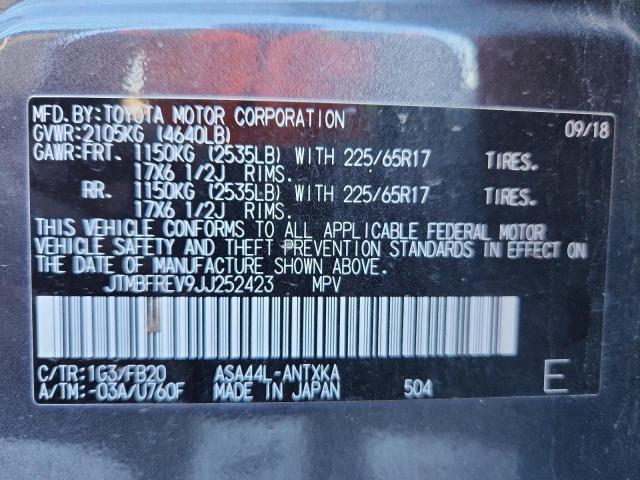 MFD.BY:TOYOTA MOTOR CORPORATION 09/18
GVWR:2105KG (4640LB)
GAWR:FRT. 1150KG (2535LB) WITH 225/65R17 TIRES.
17X6 1/2J RIMS.
RR. 1150KG (2535LB) WITH 225/65R17 TIRES.
17X6 1/2J RIMS.
THIS VEHICLE CONFORMS TO ALL APPLICABLE FEDERAL MOTOR
VEHICLE SAFETY AND THEFT PREVENTION STANDARDS IN EFFECT ON
THE DATE OF MANUFACTURE SHOWN ABOVE.
JTMBFREV9JJ252423 MPV
C/TR:1G3/FB20 ASA44L-ANTXKA
A/TM:-03A/U760F MADE IN JAPAN 504 E